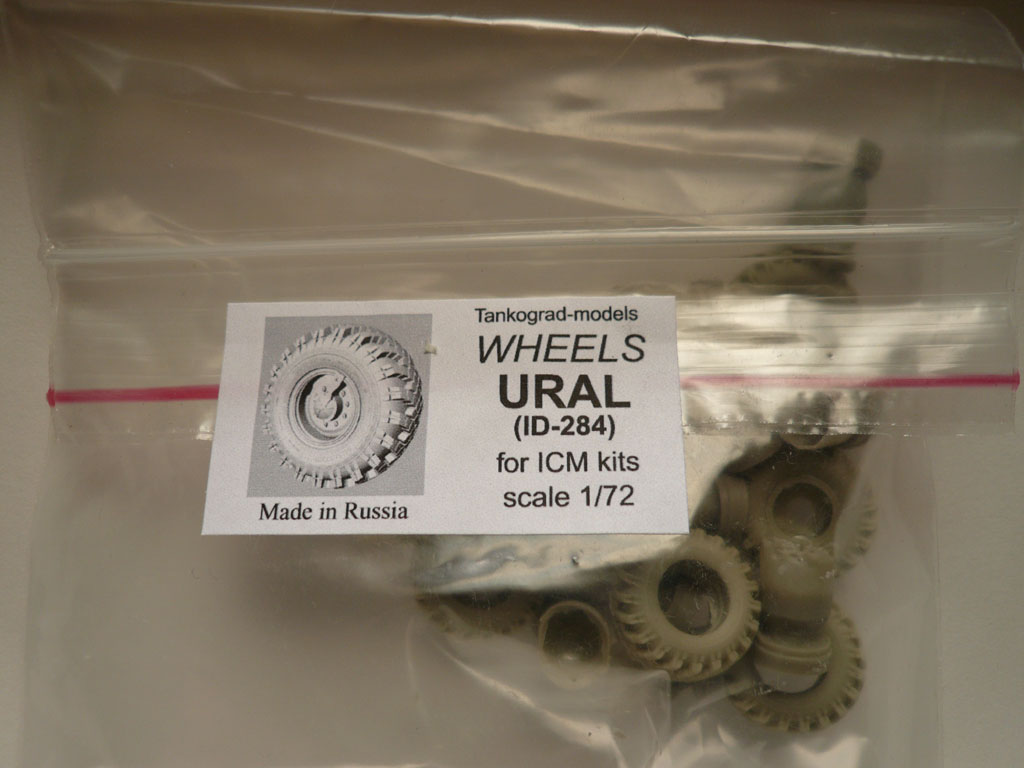 Tankograd-models
WHEELS
URAL
(ID-284)
for ICM kits
scale 1/72
Made in Russia